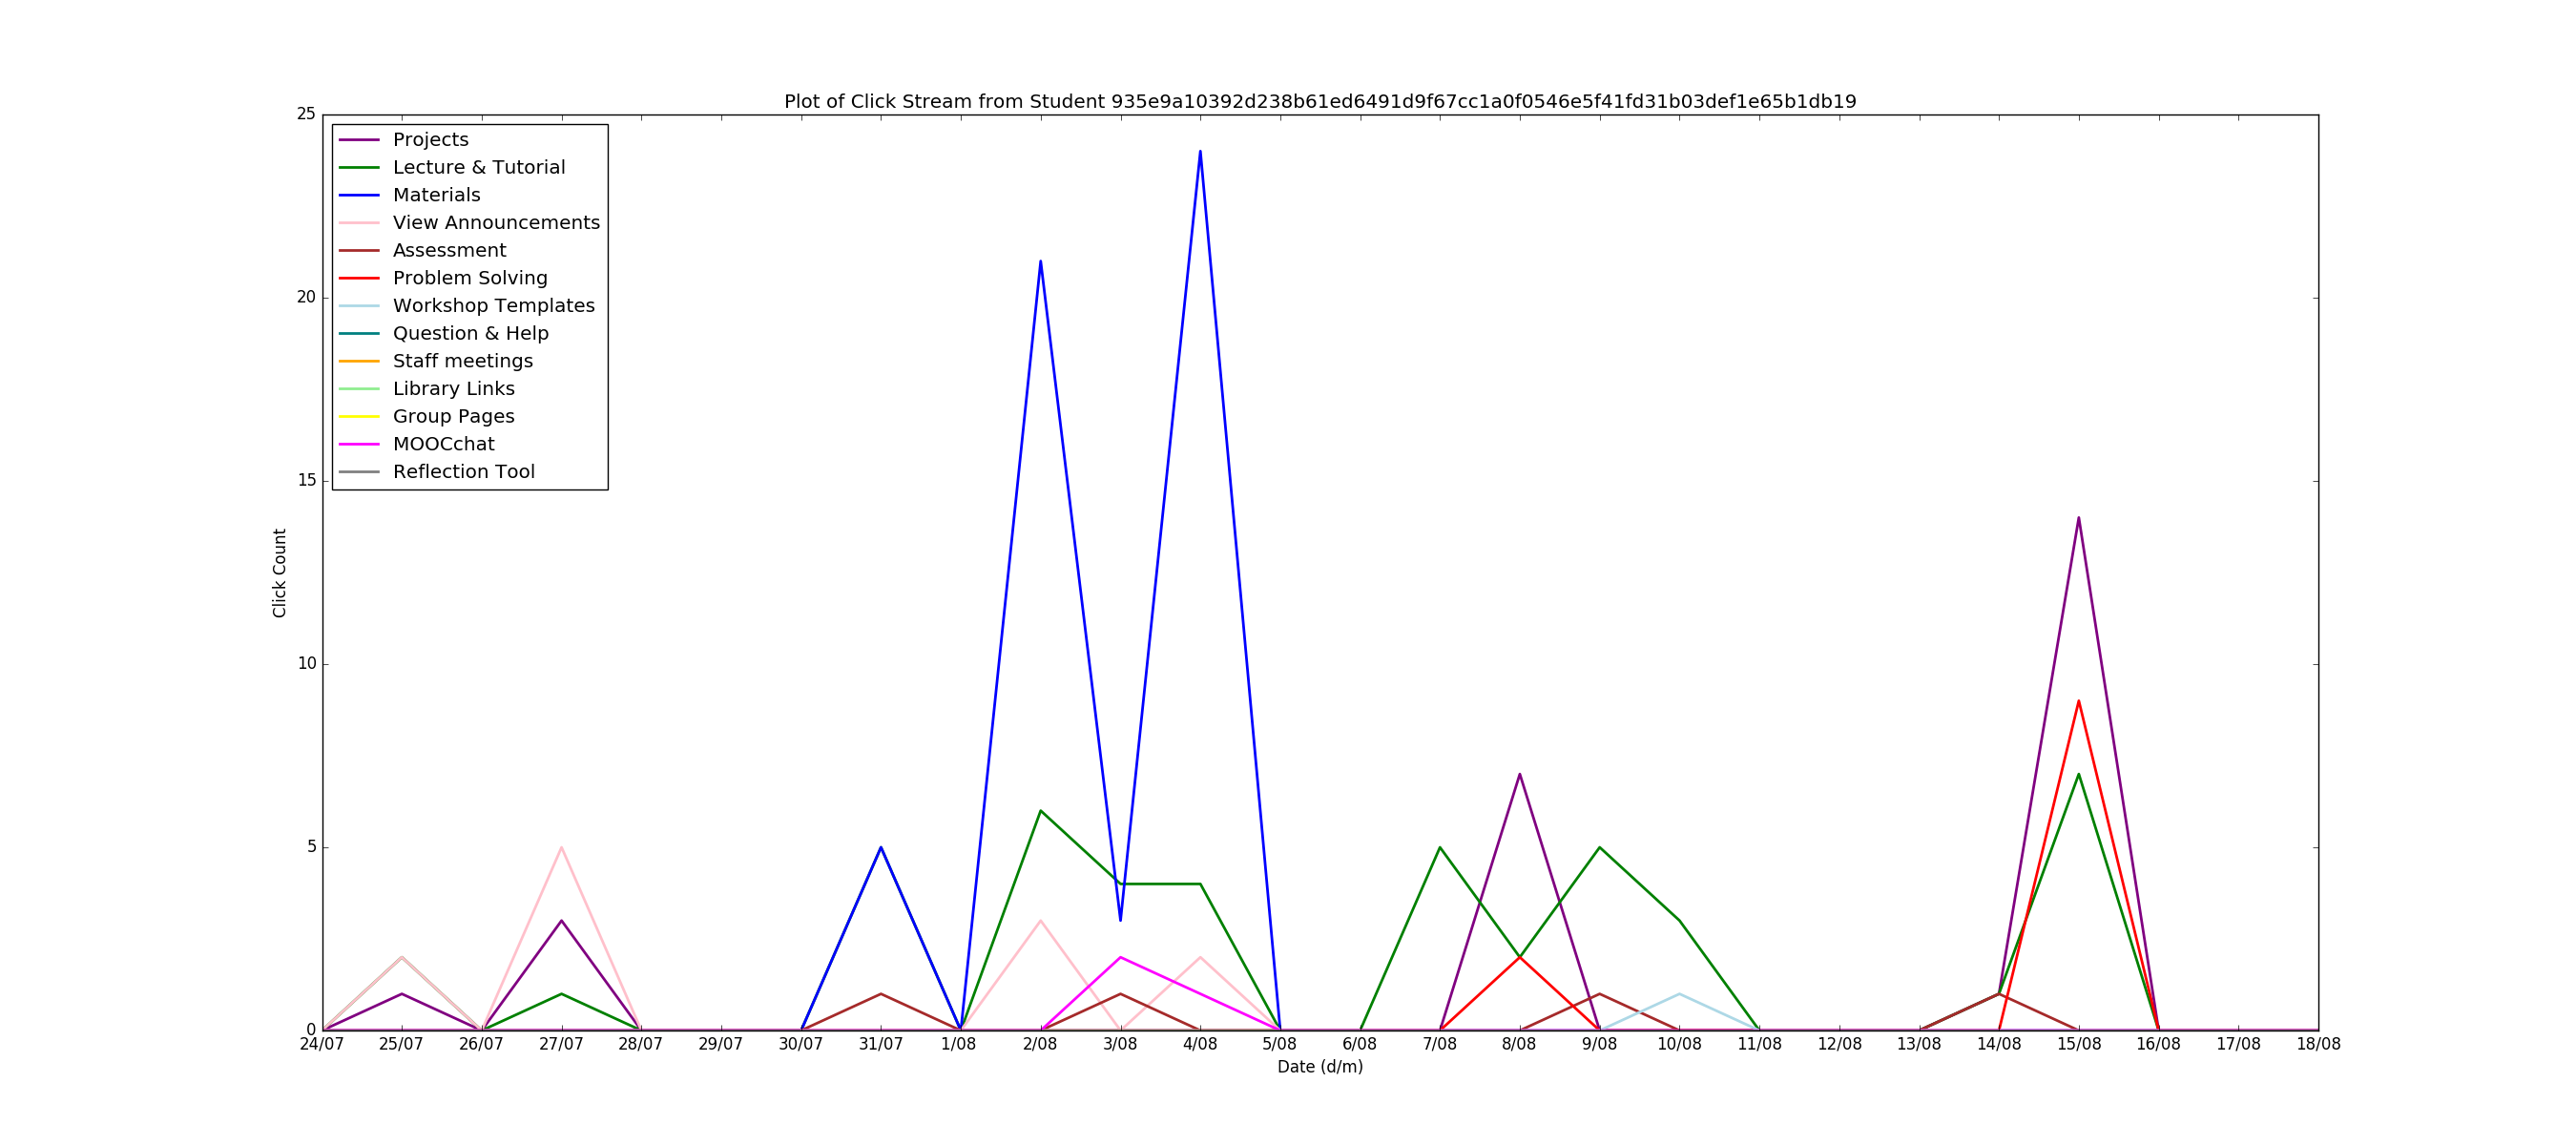 Plot of Click Stream from Student 935e9a10392d238b61ed6491d9f67cc1a0f0546e5f41fd31b03def1e65b1db19
25
20
15
10
5
0
Click Count
Projects
Lecture & Tutorial
Materials
View Announcements
Assessment
Problem Solving
Workshop Templates
Question & Help
Staff meetings
Library Links
Group Pages
MOOCchat
Reflection Tool
24/07 25/07 26/07 27/07 28/07 29/07 30/07 31/07 1/08 2/08 3/08 4/08 5/08 6/08 7/08 8/08 9/08 10/08 11/08 12/08 13/08 14/08 15/08 16/08 17/08 18/08
Date (d/m)